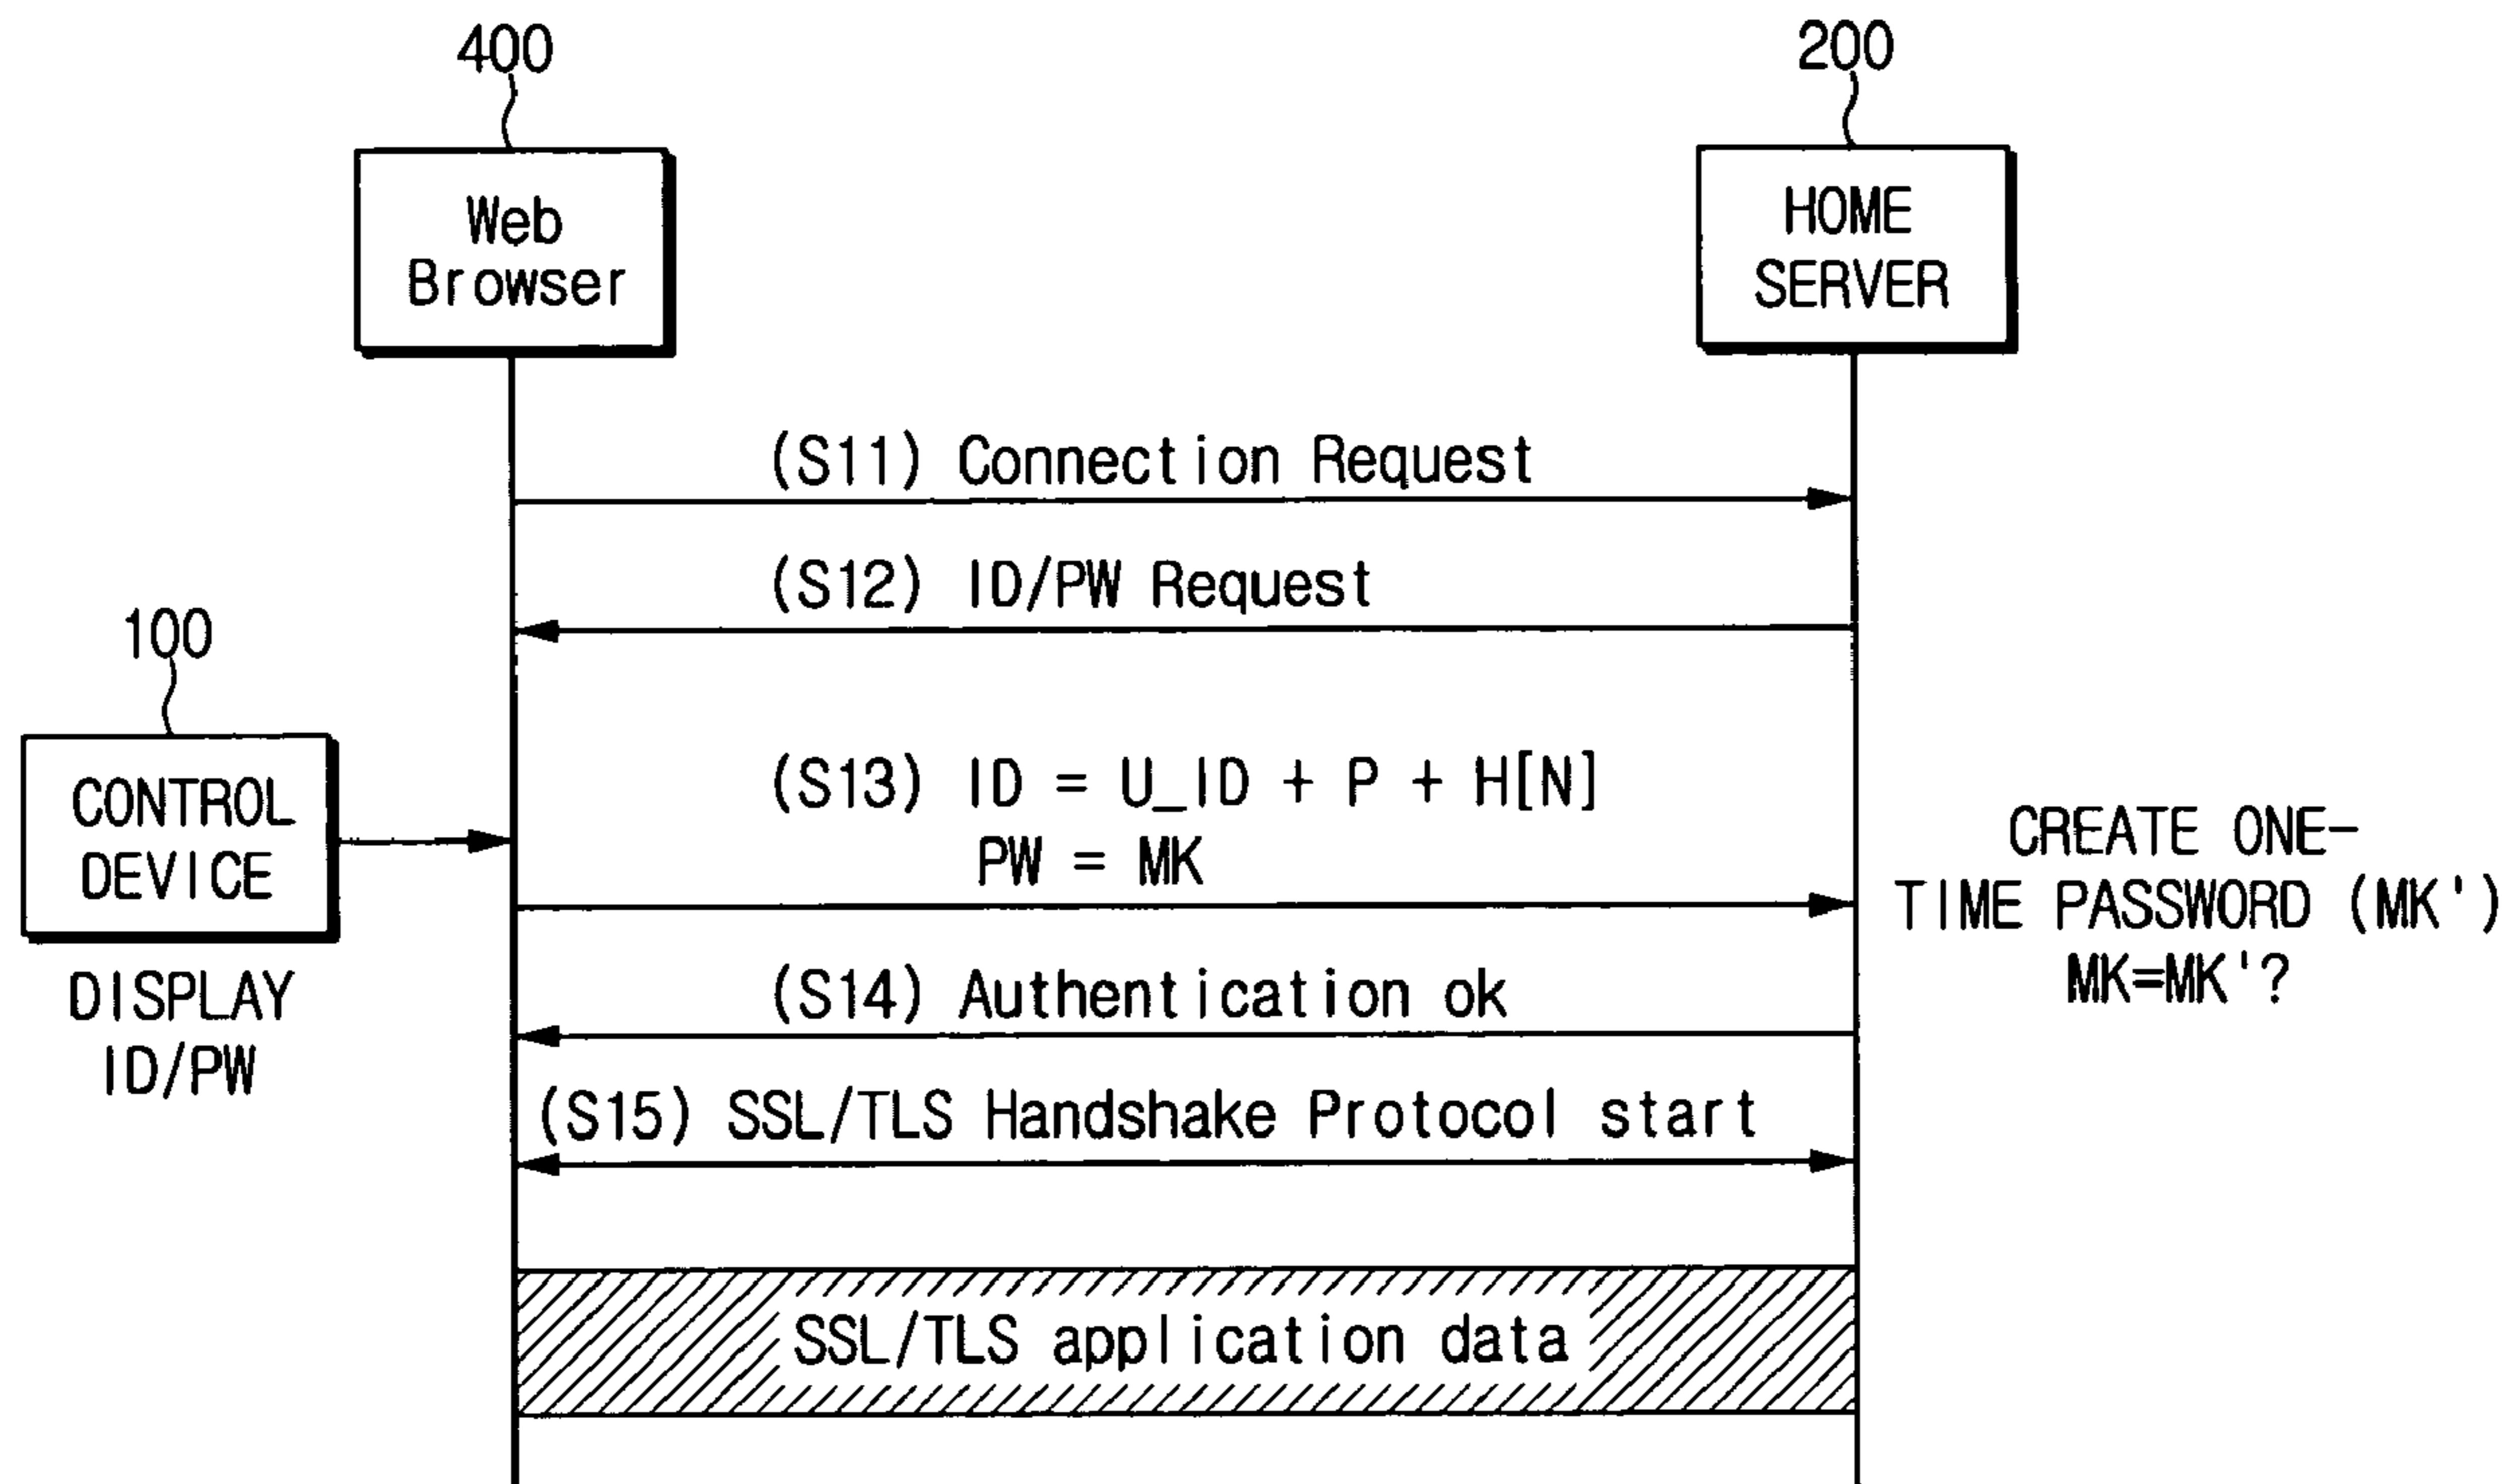 400
200
Web
Browser
HOME
SERVER
(S11) Connection Request
(S12) ID/PW Request
100
CONTROL
DEVICE
DISPLAY
ID/PW
(S13) ID = U_ID + P + H[N]
PW = MK
CREATE ONE-
TIME PASSWORD (MK')
MK=MK'?
(S14) Authentication ok
(S15) SSL/TLS Handshake Protocol start
SSL/TLS application data